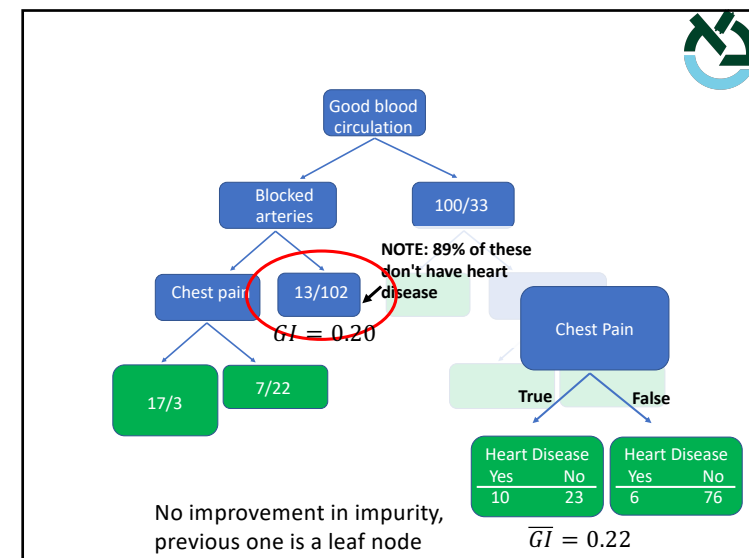 Good blood
circulation
Blocked
arteries
100/33
NOTE: 89% of these
don't have heart
disease
Chest pain
13/102
GI = 0.20
Chest Pain
17/3
7/22
True
False
Heart Disease
Yes No
10 23
Heart Disease
Yes No
6 76
No improvement in impurity,
previous one is a leaf node
G̅I̅ = 0.22